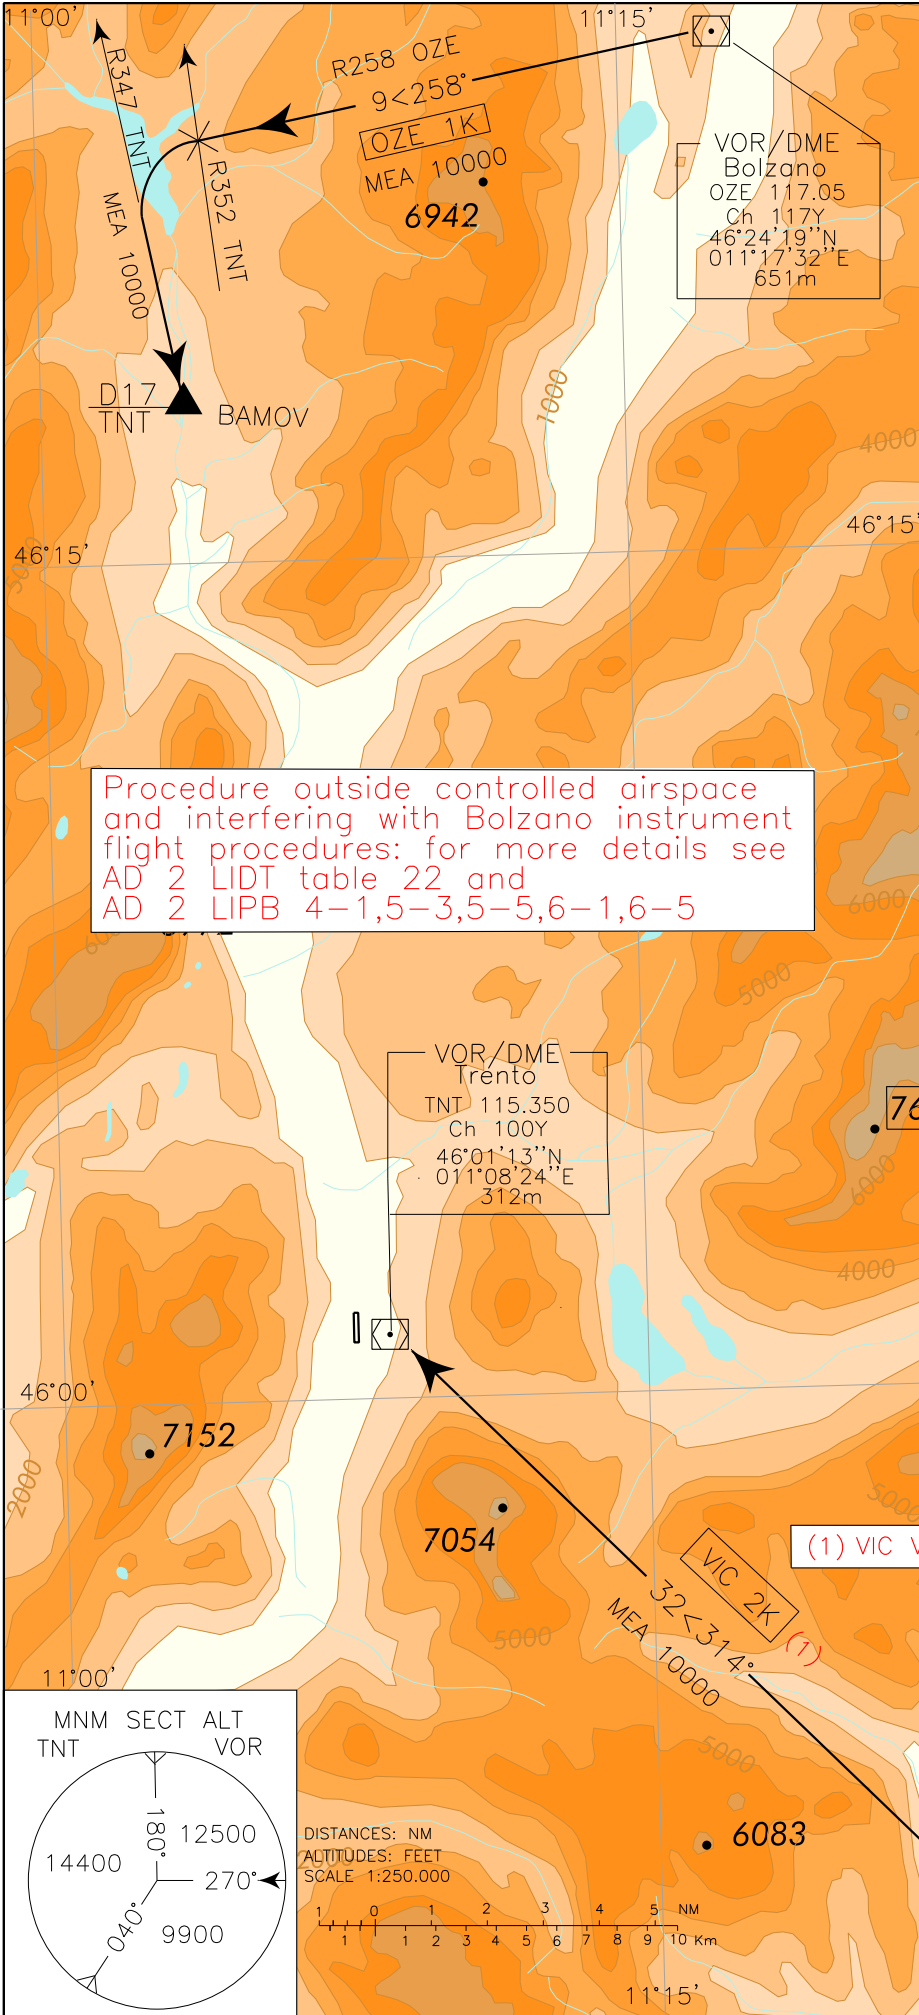 11°00'
11°15'
R347 TNT
R258 OZE
9<258°
OZE 1K
MEA 10000
6942
R352 TNT
MEA 10000
VOR/DME
Bolzano
OZE 117.05
Ch 117Y
46°24'19''N
011°17'32''E
651m
D17
TNT
BAMOV
1000
4000
46°15'
46°15'
5000
Procedure outside controlled airspace
and interfering with Bolzano instrument
flight procedures: for more details see
AD 2 LIDT table 22 and
AD 2 LIPB 4-1,5-3,5-5,6-1,6-5
6000
5000
VOR/DME
Trento
TNT 115.350
Ch 100Y
46°01'13''N
011°08'24''E
312m
6000
4000
46°00'
7152
2000
7054
5000
(1) VIC
VIC 2K
(1)
32<314°
MEA 10000
5000
5000
6083
11°00'
MNM SECT ALT
TNT VOR
180°
12500
14400
270°
040°
9900
DISTANCES: NM
ALTITUDES: FEET
2000
SCALE 1:250.000
1 0 1 2 3 4 5 NM
1 1 2 3 4 5 6 7 8 9 10 Km
11°15'